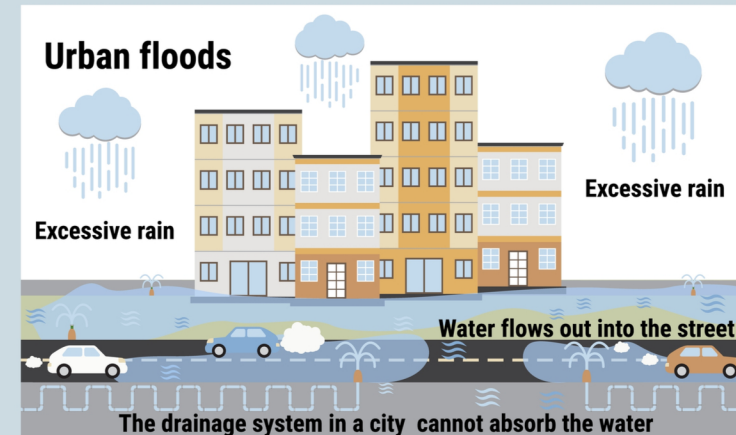 Urban floods
Excessive rain
Excessive rain
Water flows out into the street
The drainage system in a city cannot absorb the water